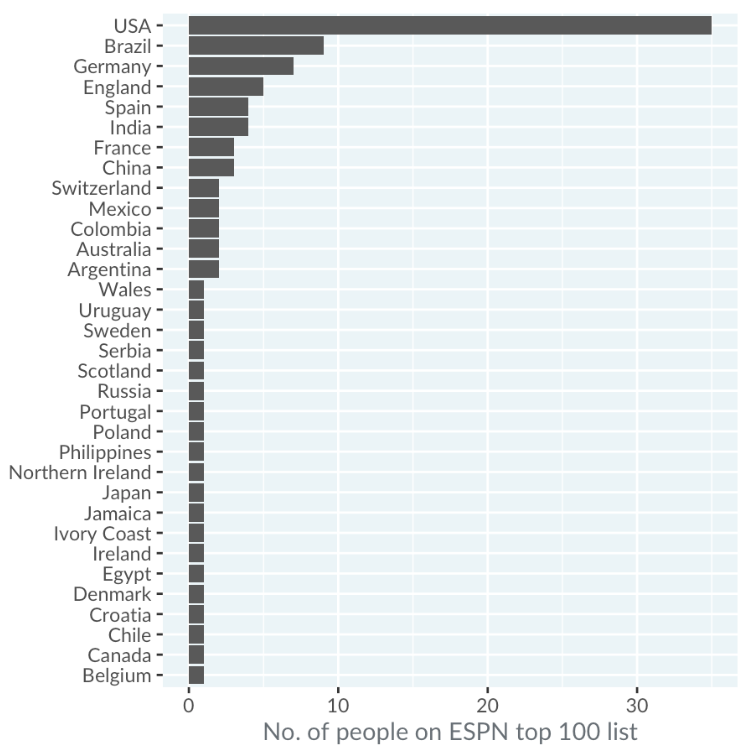 USA
Brazil
Germany
England
Spain
India
France
China
Switzerland
Mexico
Colombia
Australia
Argentina
Wales
Uruguay
Sweden
Serbia
Scotland
Russia
Portugal
Poland
Philippines
Northern Ireland
Japan
Jamaica
Ivory Coast
Ireland
Egypt
Denmark
Croatia
Chile
Canada
Belgium
0 10 20 30
No. of people on ESPN top 100 list